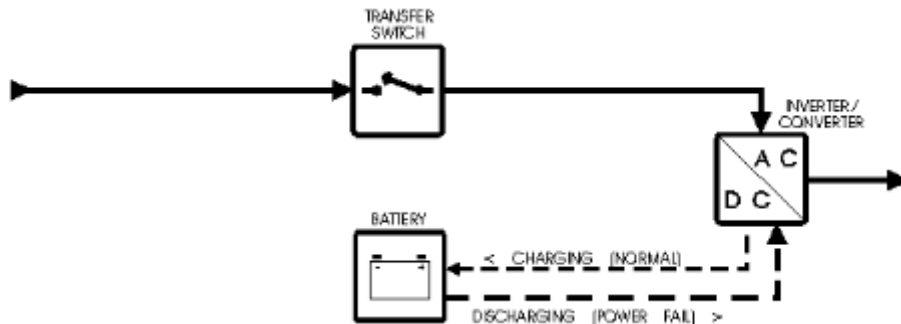 TRANSFER
SWITCH
INVERTER/
CONVERTER
A C
D C
BATTERY
- +
< CHARGING (NORMAL)
DISCHARGING (POWER FAIL) >